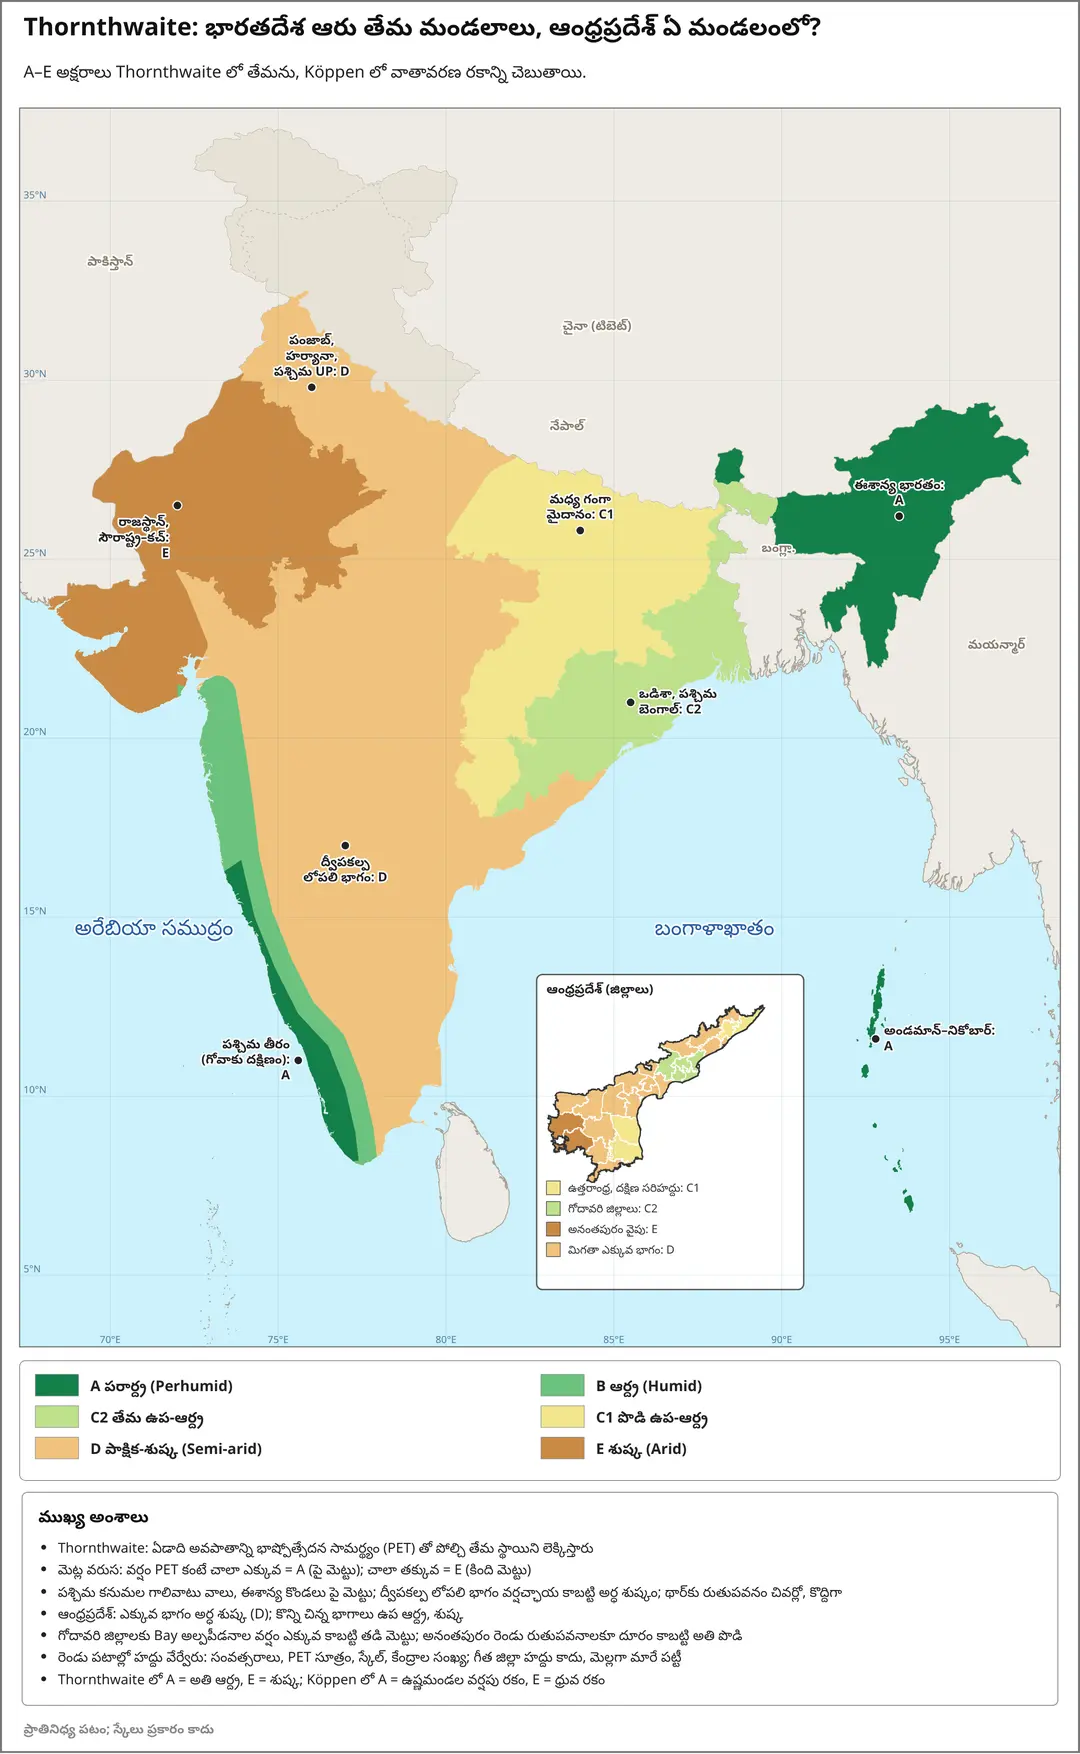 Thornthwaite: భారతదేశ ఆరు తేమ మండలాలు, ఆంధ్రప్రదేశ్ ఏ మండలంలో?
A–E అక్షరాలు Thornthwaite లో తేమను, Köppen లో వాతావరణ రకాన్ని చెబుతాయి.
35°N
పాకిస్తాన్
చైనా (టిబెట్)
పంజాబ్,
హర్యానా,
పశ్చిమ UP: D
30°N
నేపాల్
ఈశాన్య భారతం:
A
మధ్య గంగా
మైదానం: C1
రాజస్థాన్,
సౌరాష్ట్ర-కచ్:
E
25°N
బంగ్లా.
మయన్మార్
ఒడిశా, పశ్చిమ
బెంగాల్: C2
20°N
ద్వీపకల్ప
లోపలి భాగం: D
15°N
అరేబియా సముద్రం
బంగాళాఖాతం
ఆంధ్రప్రదేశ్ (జిల్లాలు)
పశ్చిమ తీరం
(గోవాకు దక్షిణం):
A
అండమాన్-నికోబార్:
A
10°N
ఉత్తరాంధ్ర, దక్షిణ సరిహద్దు: C1
గోదావరి జిల్లాలు: C2
అనంతపురం వైపు: E
మిగతా ఎక్కువ భాగం: D
5°N
70°E
75°E
80°E
85°E
90°E
95°E
A పరార్ద్ర (Perhumid)
B ఆర్ద్ర (Humid)
C2 తేమ ఉప-ఆర్ద్ర
C1 పొడి ఉప-ఆర్ద్ర
D పాక్షిక-శుష్క (Semi-arid)
E శుష్క (Arid)
ముఖ్య అంశాలు
• Thornthwaite: ఏడాది అవపాతాన్ని భాష్పోత్సేదన సామర్థ్యం (PET) తో పోల్చి తేమ స్థాయిని లెక్కిస్తారు
• మెట్ల వరుస: వర్షం PET కంటే చాలా ఎక్కువ = A (పై మెట్టు); చాలా తక్కువ = E (కింది మెట్టు)
• పశ్చిమ కనుమల గాలివాటు వాలు, ఈశాన్య కొండలు పై మెట్టు; ద్వీపకల్ప లోపలి భాగం వర్షచ్ఛాయ కాబట్టి అర్ధ శుష్కం; థార్‌కు రుతుపవనం చివర్లో, కొద్దిగా
• ఆంధ్రప్రదేశ్: ఎక్కువ భాగం అర్ధ శుష్క (D); కొన్ని చిన్న భాగాలు ఉప ఆర్ద్ర, శుష్క
• గోదావరి జిల్లాలకు Bay అల్పపీడనాల వర్షం ఎక్కువ కాబట్టి తడి మెట్టు; అనంతపురం రెండు రుతుపవనాలకూ దూరం కాబట్టి అతి పొడి
• రెండు పటాల్లో హద్దు వేర్వేరు: సంవత్సరాలు, PET సూత్రం, స్కేల్, కేంద్రాల సంఖ్య; గీత జిల్లా హద్దు కాదు, మెల్లగా మారే పట్టీ
• Thornthwaite లో A = అతి ఆర్ద్ర, E = శుష్క; Köppen లో A = ఉష్ణమండల వర్షపు రకం, E = ధ్రువ రకం
ప్రాతినిధ్య పటం; స్కేలు ప్రకారం కాదు